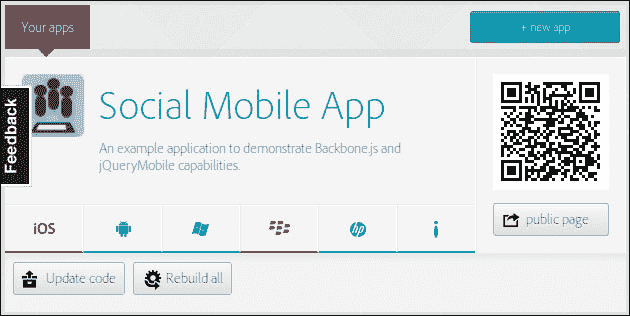 Your apps
+ new app
Feedback
Social Mobile App
An example application to demonstrate Backbone.js and
jQueryMobile capabilities.
public page
iOS
hp
Update code
Rebuild all